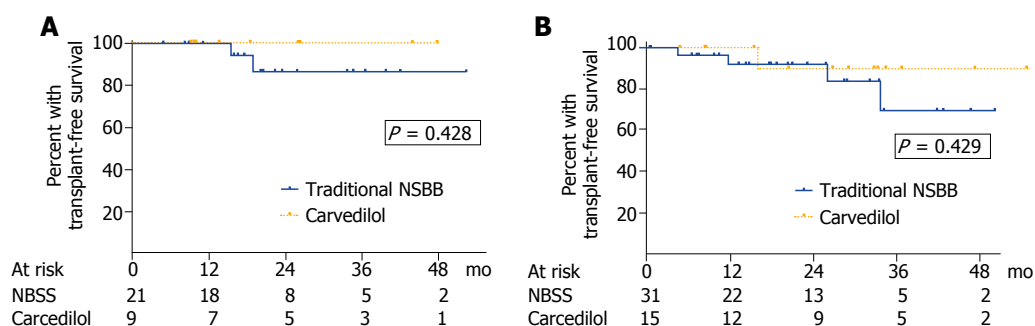 A
Percent with
transplant-free survival
100
80
60
40
20
P = 0.428
Traditional NSBB
Carvedilol
At risk 0 12 24 36 48 mo
NBSS 21 18 8 5 2
Carcedilol 9 7 5 3 1
B
Percent with
transplant-free survival
100
80
60
40
20
P = 0.429
Traditional NSBB
Carvedilol
At risk 0 12 24 36 48 mo
NBSS 31 22 13 5 2
Carcedilol 15 12 9 5 2